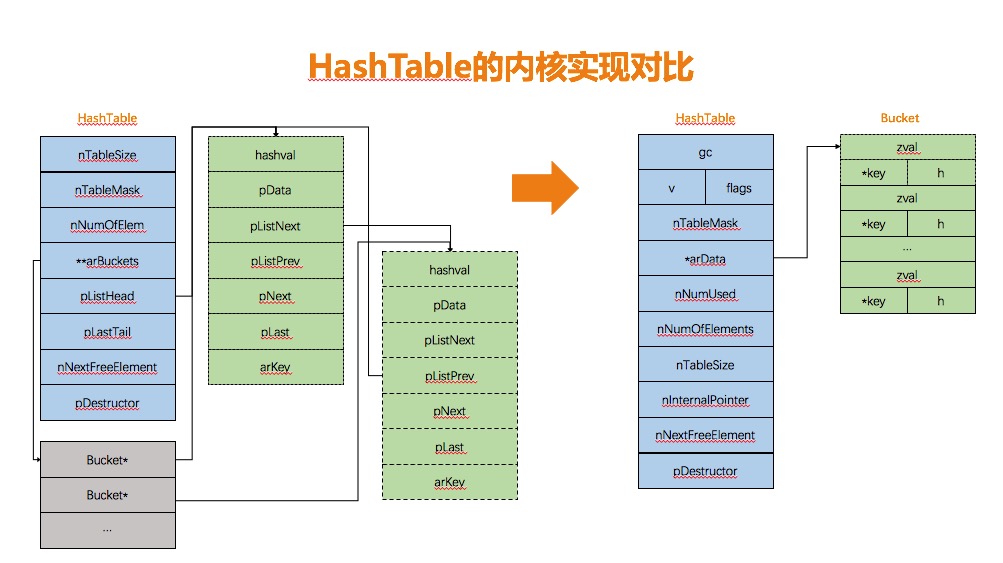 HashTable的内核实现对比
HashTable
nTableSize
nTableMask
nNumOfElem
**arBuckets
pListHead
pLastTail
nNextFreeElement
pDestructor
Bucket*
Bucket*
...
hashval
pData
pListNext
pListPrev
pNext
pLast
arKey
hashval
pData
pListNext
pListPrev
pNext
pLast
arKey
HashTable
gc
v flags
nTableMask
*arData
nNumUsed
nNumOfElements
nTableSize
nInternalPointer
nNextFreeElement
pDestructor
Bucket
zval
*key h
zval
*key h
...
zval
*key h